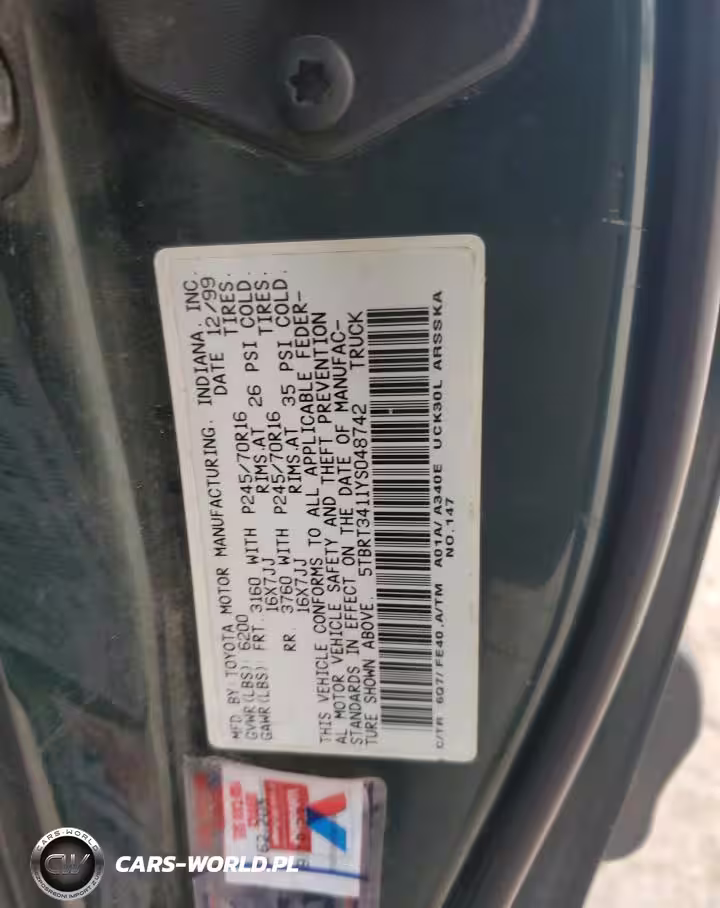 MFD. BY: TOYOTA MOTOR MANUFACTURING, INDIANA, INC.
GVWR(LBS): 6200 DATE 12/99
GAWR(LBS): FRT. 3160 WITH P245/70R16 TIRES.
16X7JJ RIMS.AT 26 PSI COLD.
RR. 3760 WITH P245/70R16 TIRES.
16X7JJ RIMS.AT 35 PSI COLD.
THIS VEHICLE CONFORMS TO ALL APPLICABLE FEDER-
AL MOTOR VEHICLE SAFETY AND THEFT PREVENTION
STANDARDS IN EFFECT ON THE DATE OF MANUFAC-
TURE SHOWN ABOVE. 5TBRT3411YS048742 TRUCK
C/TR 6Q7/ FE40 .A/TM A01A/ A340E UCK30L ARSSKA
NO.147
CARS-WORLD
CW
CARS-WORLD.PL